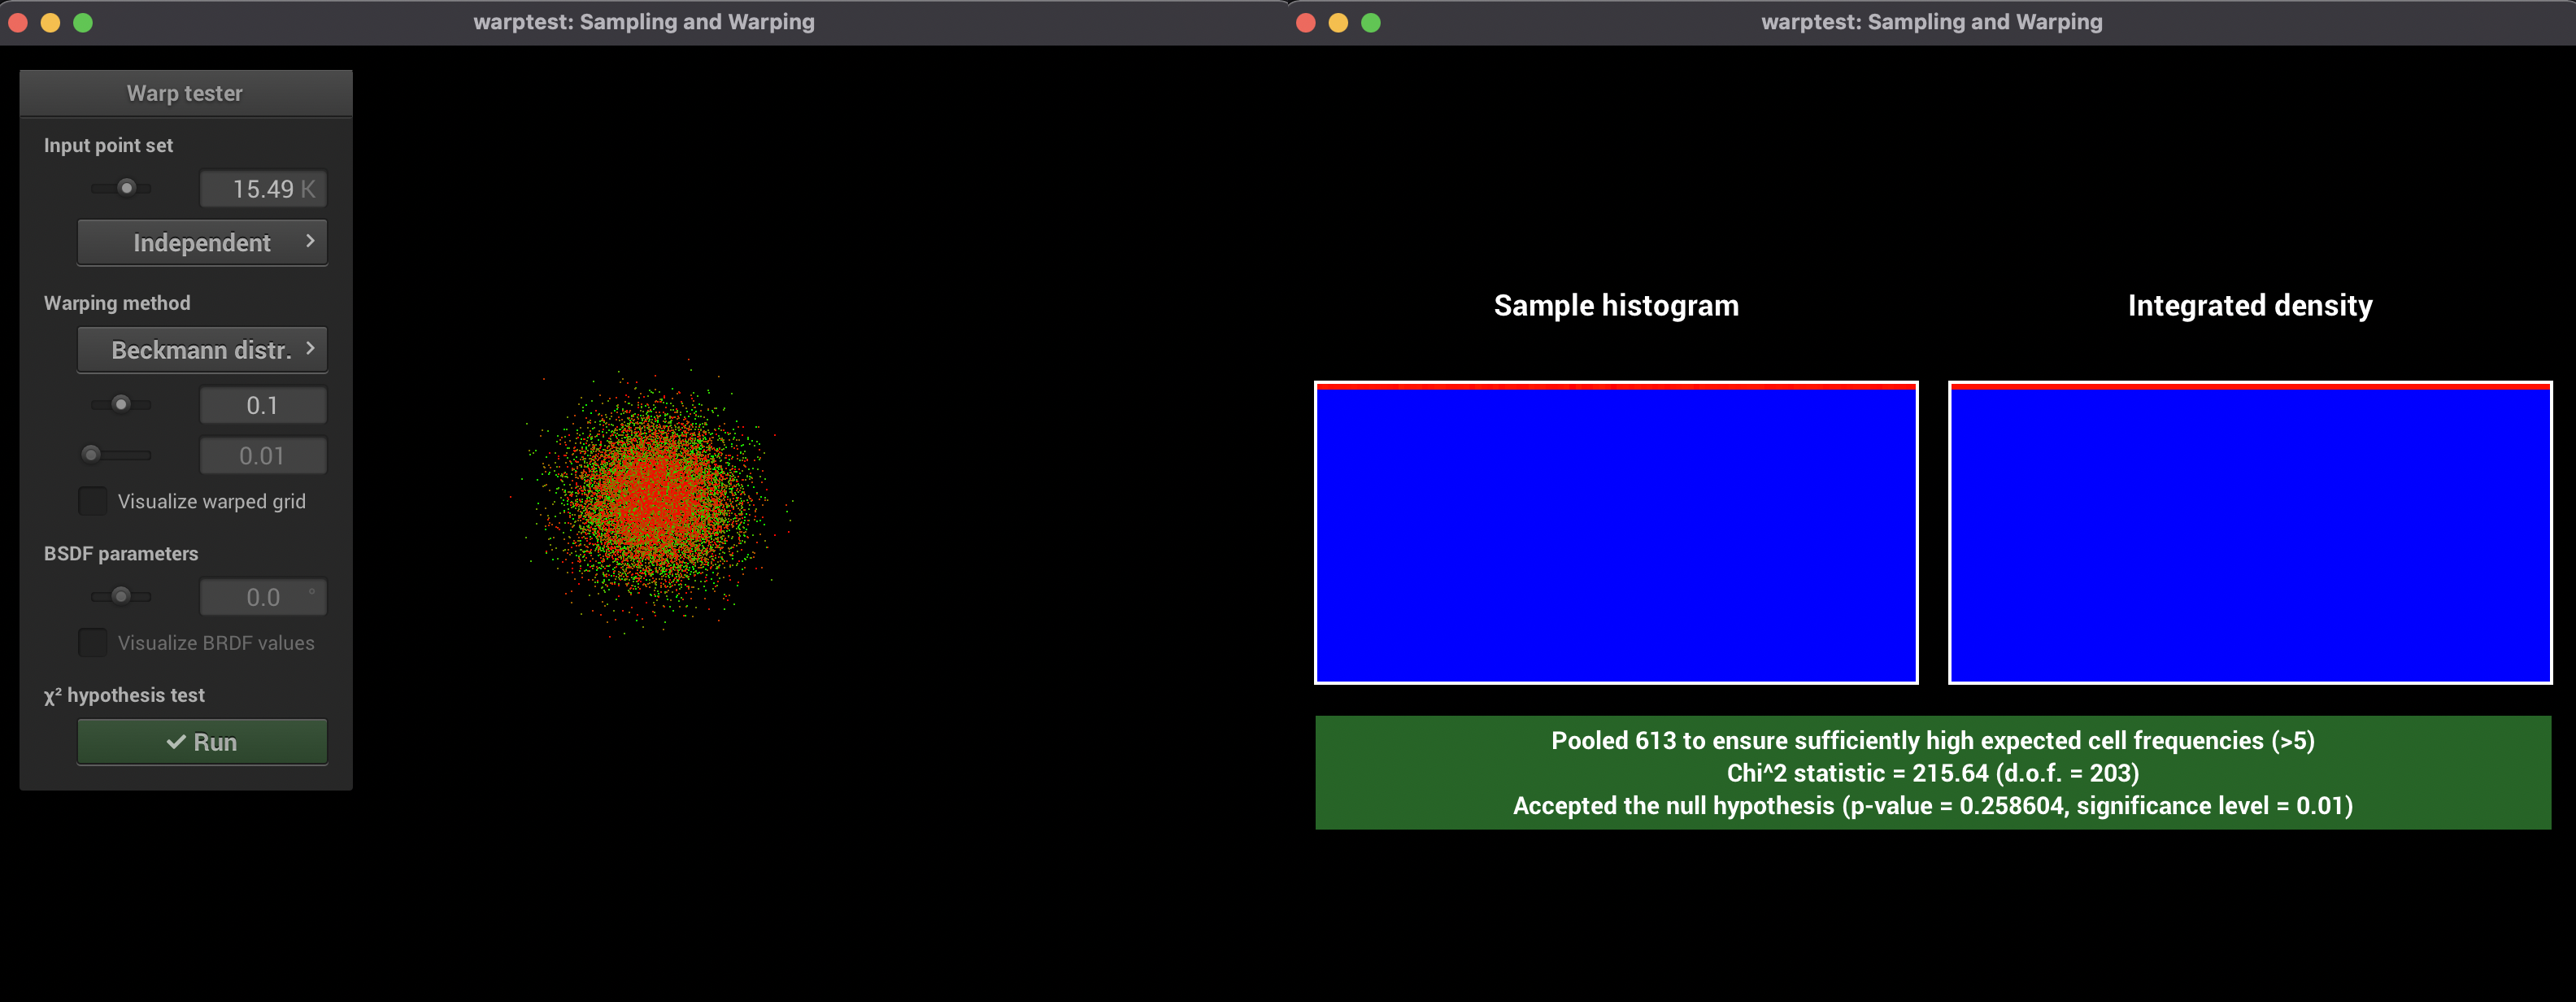 warptest: Sampling and Warping
Warp tester
Input point set
15.49 K
Independent
Warping method
Beckmann distr.
0.1
0.01
Visualize warped grid
BSDF parameters
0.0 °
Visualize BRDF values
χ² hypothesis test
Run
warptest: Sampling and Warping
Sample histogram
Integrated density
Pooled 613 to ensure sufficiently high expected cell frequencies (>5)
Chi^2 statistic = 215.64 (d.o.f. = 203)
Accepted the null hypothesis (p-value = 0.258604, significance level = 0.01)